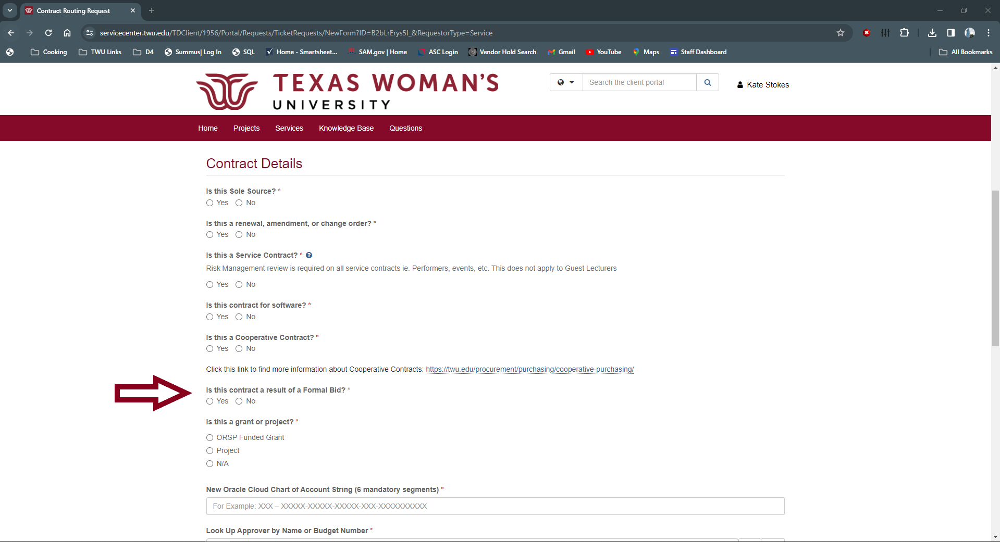 Contract Routing Request
servicecenter.twu.edu/TDClient/1956/Portal/Requests/TicketRequests/NewForm?ID=B2bLrErys5I_&RequestorType=Service
Cooking TWU Links D4 Summus| Log In SQL Home - Smartsheet... SAM.gov | Home ASC Login Vendor Hold Search Gmail YouTube Maps Staff Dashboard All Bookmarks
TEXAS WOMAN'S
UNIVERSITY
Search the client portal
Kate Stokes
Home Projects Services Knowledge Base Questions
Contract Details
Is this Sole Source? *
Yes No
Is this a renewal, amendment, or change order? *
Yes No
Is this a Service Contract? * ?
Risk Management review is required on all service contracts ie. Performers, events, etc. This does not apply to Guest Lecturers
Yes No
Is this contract for software? *
Yes No
Is this a Cooperative Contract? *
Yes No
Click this link to find more information about Cooperative Contracts: https://twu.edu/procurement/purchasing/cooperative-purchasing/
Is this contract a result of a Formal Bid? *
Yes No
Is this a grant or project? *
ORSP Funded Grant
Project
N/A
New Oracle Cloud Chart of Account String (6 mandatory segments) *
For Example: XXX – XXXXX-XXXXX-XXXXX-XXX-XXXXXXXXXX
Look Up Approver by Name or Budget Number *